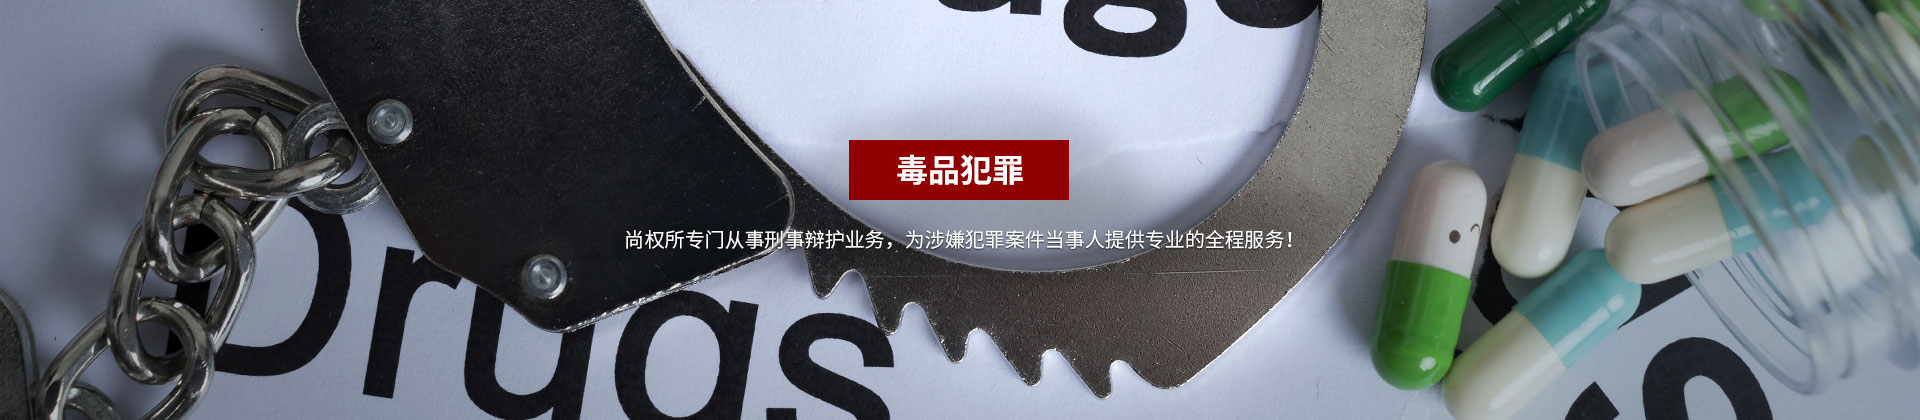 毒品犯罪
尚权所专门从事刑事辩护业务，为涉嫌犯罪案件当事人提供专业的全程服务！
Drugs